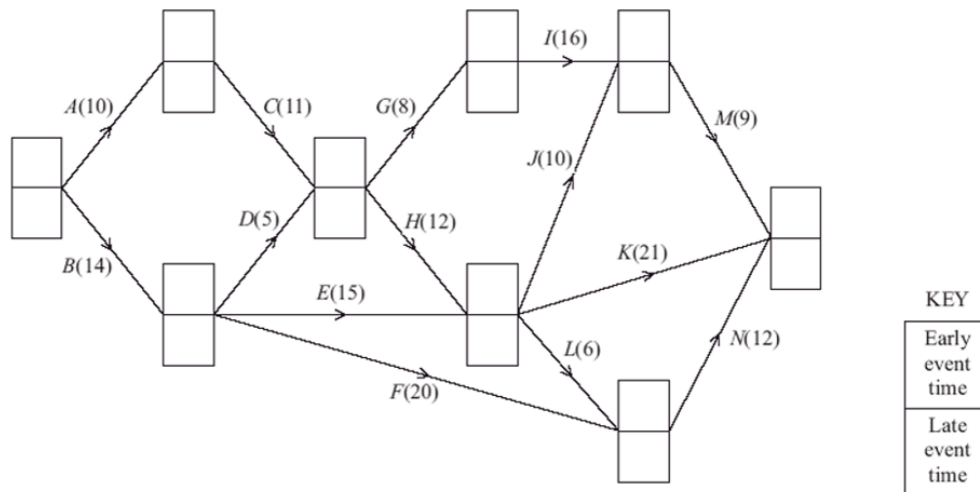 I(16)
A(10)
C(11)
G(8)
M(9)
J(10)
D(5)
H(12)
K(21)
B(14)
E(15)
KEY
N(12)
L(6)
F(20)
Early
event
time
Late
event
time